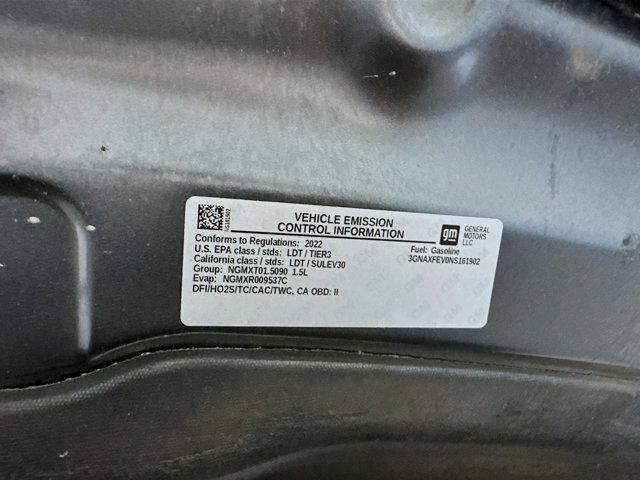 VEHICLE EMISSION
CONTROL INFORMATION
gm
GENERAL
MOTORS
LLC
Conforms to Regulations: 2022
U.S. EPA class / stds: LDT / TIER3
California class / stds: LDT / SULEV30
Group: NGMXT01.5090 1.5L
Evap: NGMXR009537C
DFI/HO2S/TC/CAC/TWC, CA OBD: II
Fuel: Gasoline
3GNAXFEV0NS161902
NS161902